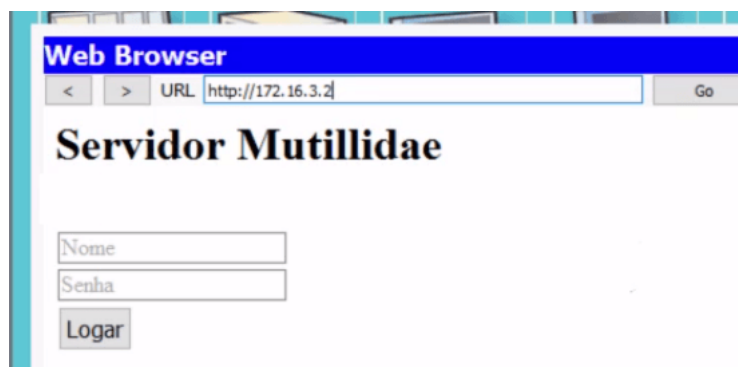 Web Browser
< > URL http://172.16.3.2 Go
Servidor Mutillidae
Nome
Senha
Logar